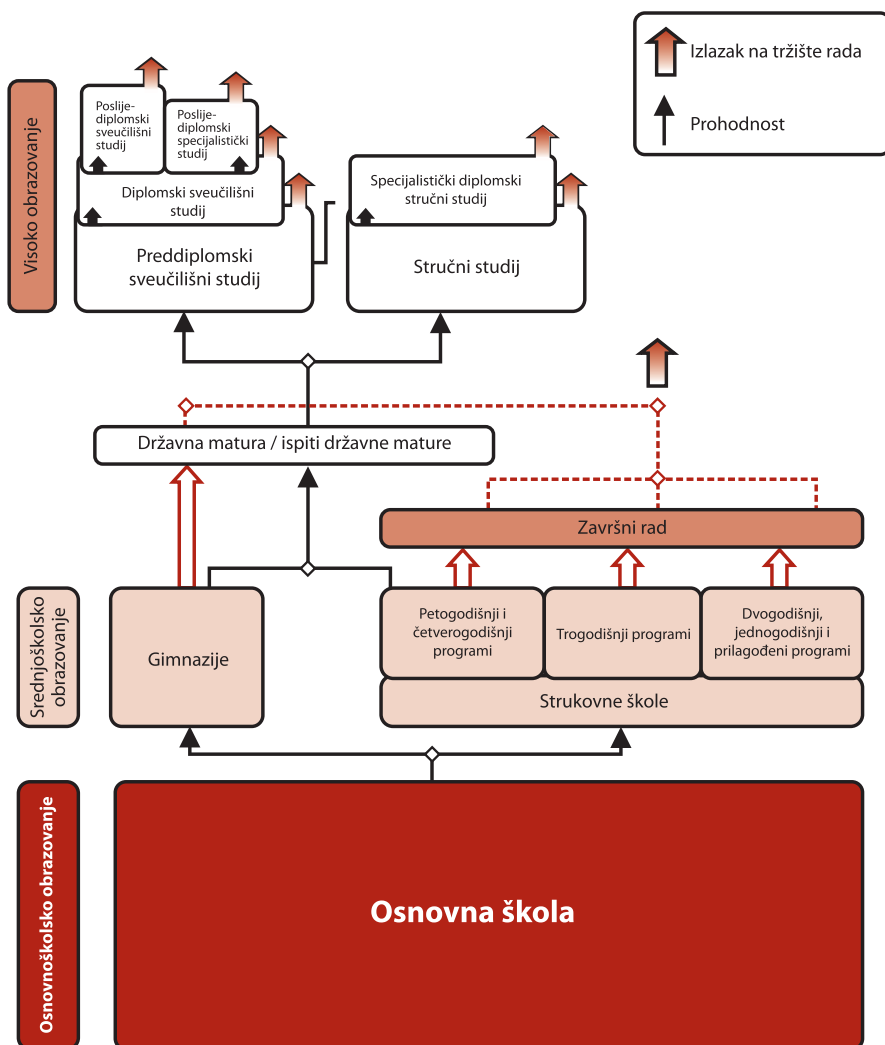 Izlazak na tržište rada
Prohodnost
Visoko obrazovanje
Poslije-
diplomski
sveučilišni
studij
Poslije-
diplomski
specijalistički
studij
Diplomski sveučilišni
studij
Preddiplomski
sveučilišni studij
Specijalistički diplomski
stručni studij
Stručni studij
Državna matura / ispiti državne mature
Završni rad
Srednjoškolsko
obrazovanje
Gimnazije
Petogodišnji i
četverogodišnji
programi
Trogodišnji programi
Dvogodišnji,
jednogodišnji i
prilagođeni programi
Strukovne škole
Osnovnoškolsko obrazovanje
Osnovna škola